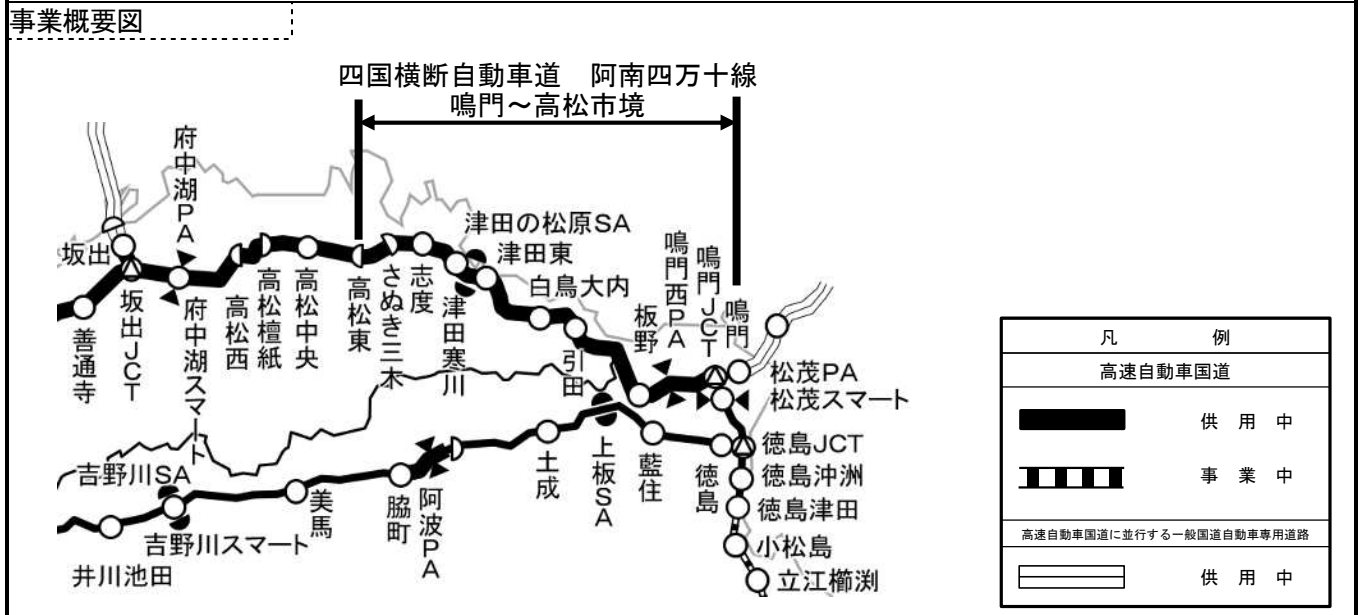 事業概要図
四国横断自動車道　阿南四万十線
鳴門～高松市境
府中湖PA
坂出
坂出JCT
善通寺
府中湖スマート
高松西
高松檀紙
高松中央
高松東
さぬき三木
志度
津田の松原SA
津田東
津田寒川
白鳥大内
引田
板野
鳴門西PA
鳴門JCT
鳴門
松茂PA
松茂スマート
徳島JCT
徳島沖洲
徳島津田
小松島
立江櫛渕
徳島
藍住
上板SA
土成
阿波PA
脇町
美馬
吉野川SA
吉野川スマート
井川池田
凡　例
高速自動車国道
供用中
事業中
高速自動車国道に並行する一般国道自動車専用道路
供用中